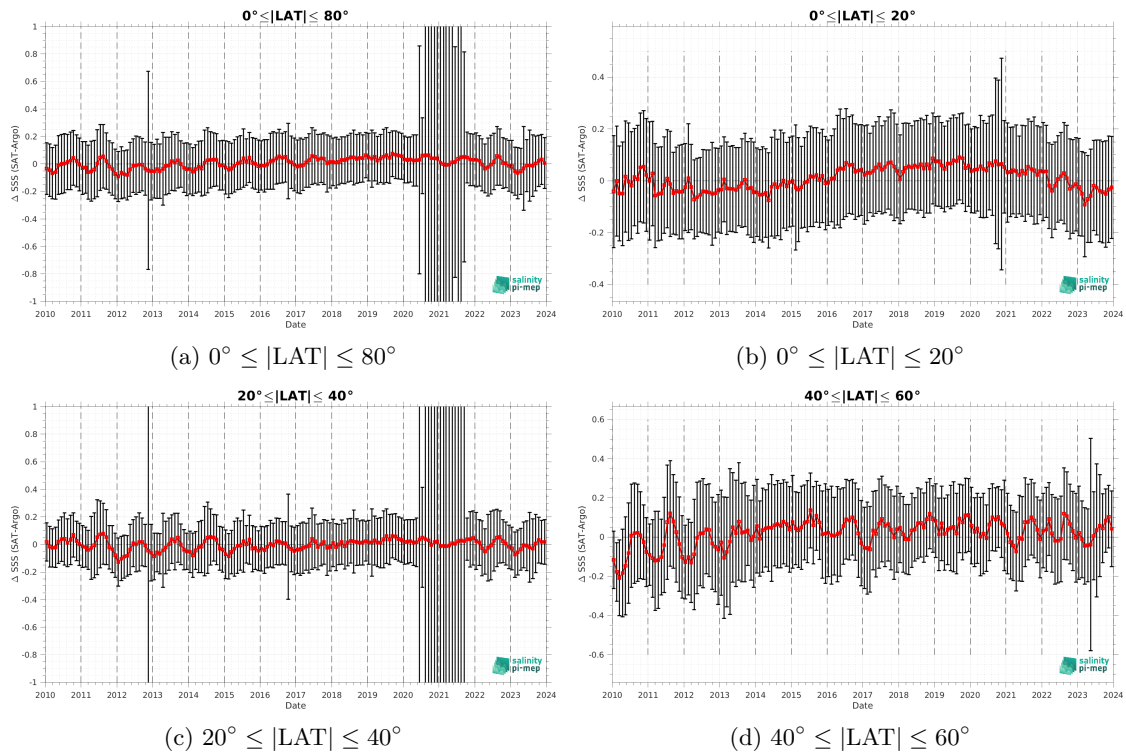 0°≤|LAT|≤ 80°
Δ SSS (SAT-Argo)
1
0.8
0.6
0.4
0.2
0
-0.2
-0.4
-0.6
-0.8
-1
2010 2011 2012 2013 2014 2015 2016 2017 2018 2019 2020 2021 2022 2023 2024
Date
salinity
pi-mep
(a) 0° ≤ |LAT| ≤ 80°
0°≤|LAT|≤ 20°
Δ SSS (SAT-Argo)
0.4
0.2
0
-0.2
-0.4
2010 2011 2012 2013 2014 2015 2016 2017 2018 2019 2020 2021 2022 2023 2024
Date
salinity
pi-mep
(b) 0° ≤ |LAT| ≤ 20°
20°≤|LAT|≤ 40°
Δ SSS (SAT-Argo)
1
0.8
0.6
0.4
0.2
0
-0.2
-0.4
-0.6
-0.8
-1
2010 2011 2012 2013 2014 2015 2016 2017 2018 2019 2020 2021 2022 2023 2024
Date
salinity
pi-mep
(c) 20° ≤ |LAT| ≤ 40°
40°≤|LAT|≤ 60°
Δ SSS (SAT-Argo)
0.6
0.4
0.2
0
-0.2
-0.4
-0.6
2010 2011 2012 2013 2014 2015 2016 2017 2018 2019 2020 2021 2022 2023 2024
Date
salinity
pi-mep
(d) 40° ≤ |LAT| ≤ 60°